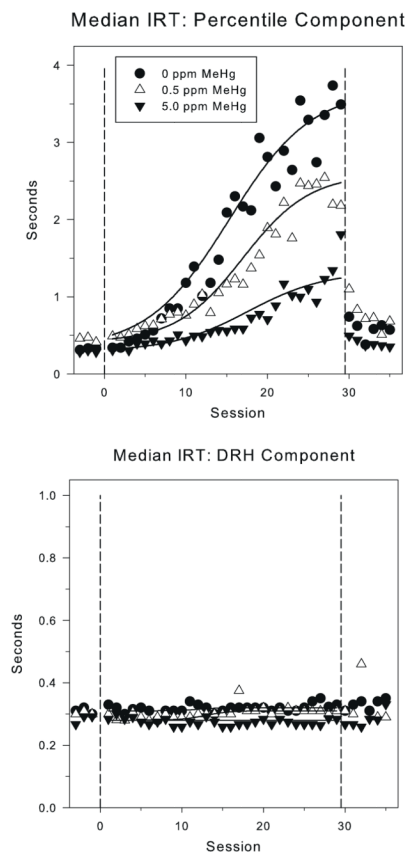 Median IRT: Percentile Component
4
3
2
1
0
Seconds
0 ppm MeHg
0.5 ppm MeHg
5.0 ppm MeHg
0 10 20 30
Session
Median IRT: DRH Component
1.0
0.8
0.6
0.4
0.2
0.0
Seconds
0 10 20 30
Session